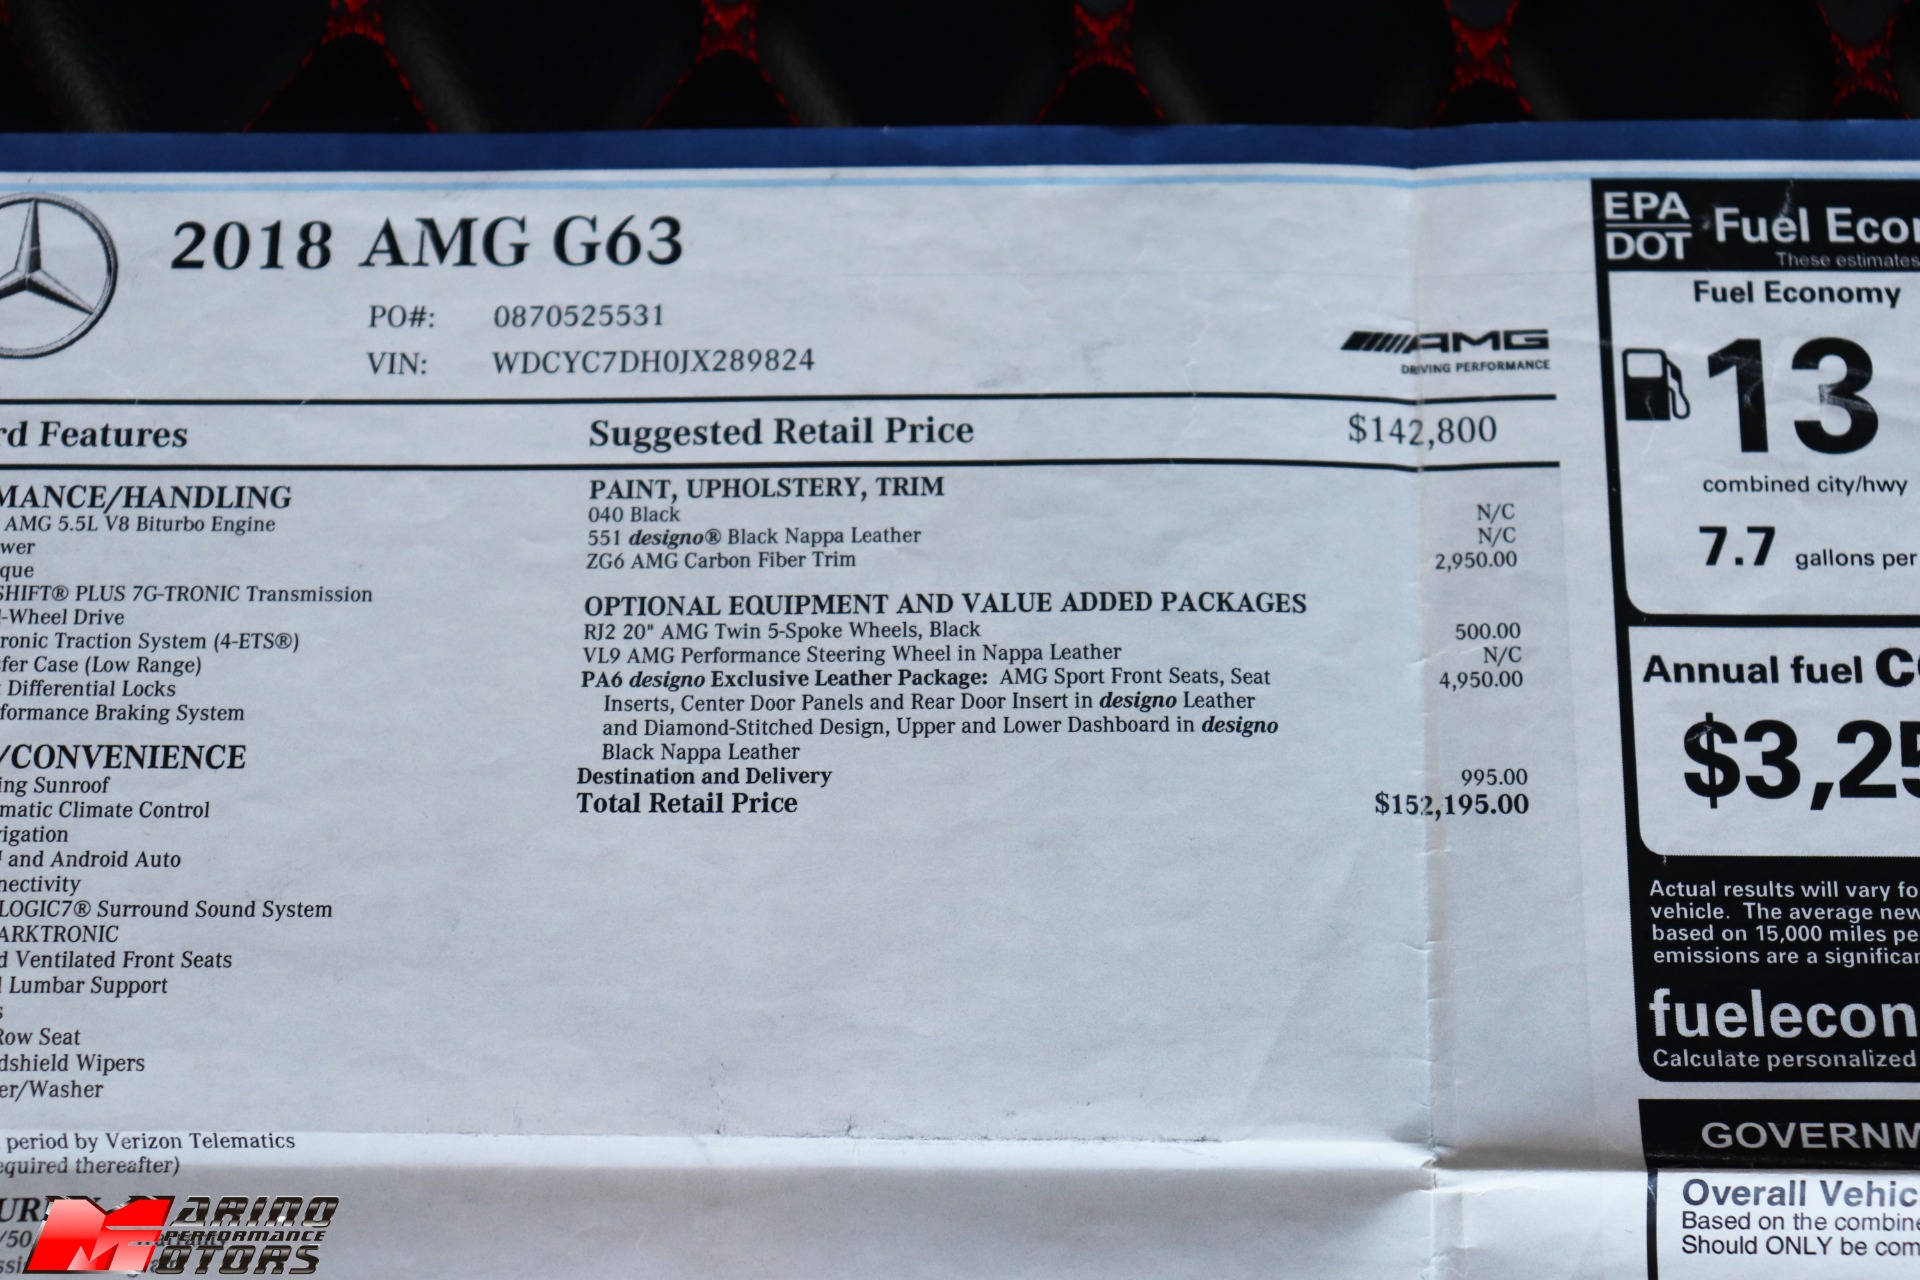 2018 AMG G63
PO#: 0870525531
VIN: WDCYC7DH0JX289824
AMG
DRIVING PERFORMANCE
rd Features
MANCE/HANDLING
AMG 5.5L V8 Biturbo Engine
wer
que
SHIFT® PLUS 7G-TRONIC Transmission
-Wheel Drive
ronic Traction System (4-ETS®)
sfer Case (Low Range)
Differential Locks
formance Braking System
/CONVENIENCE
ing Sunroof
matic Climate Control
igation
and Android Auto
nectivity
LOGIC7® Surround Sound System
ARKTRONIC
d Ventilated Front Seats
l Lumbar Support
s
Row Seat
dshield Wipers
er/Washer
period by Verizon Telematics
equired thereafter)
Suggested Retail Price $142,800
PAINT, UPHOLSTERY, TRIM
040 Black N/C
551 designo® Black Nappa Leather N/C
ZG6 AMG Carbon Fiber Trim 2,950.00
OPTIONAL EQUIPMENT AND VALUE ADDED PACKAGES
RJ2 20" AMG Twin 5-Spoke Wheels, Black 500.00
VL9 AMG Performance Steering Wheel in Nappa Leather N/C
PA6 designo Exclusive Leather Package: AMG Sport Front Seats, Seat 4,950.00
Inserts, Center Door Panels and Rear Door Insert in designo Leather
and Diamond-Stitched Design, Upper and Lower Dashboard in designo
Black Nappa Leather
Destination and Delivery 995.00
Total Retail Price $152,195.00
EPA
DOT
Fuel Econ
These estimates
Fuel Economy
13
combined city/hwy
7.7 gallons per
Annual fuel co
$3,25
Actual results will vary fo
vehicle. The average new
based on 15,000 miles pe
emissions are a significan
fuelecon
Calculate personalized
GOVERNM
Overall Vehic
Based on the combine
Should ONLY be com
MARINO
PERFORMANCE
MOTORS